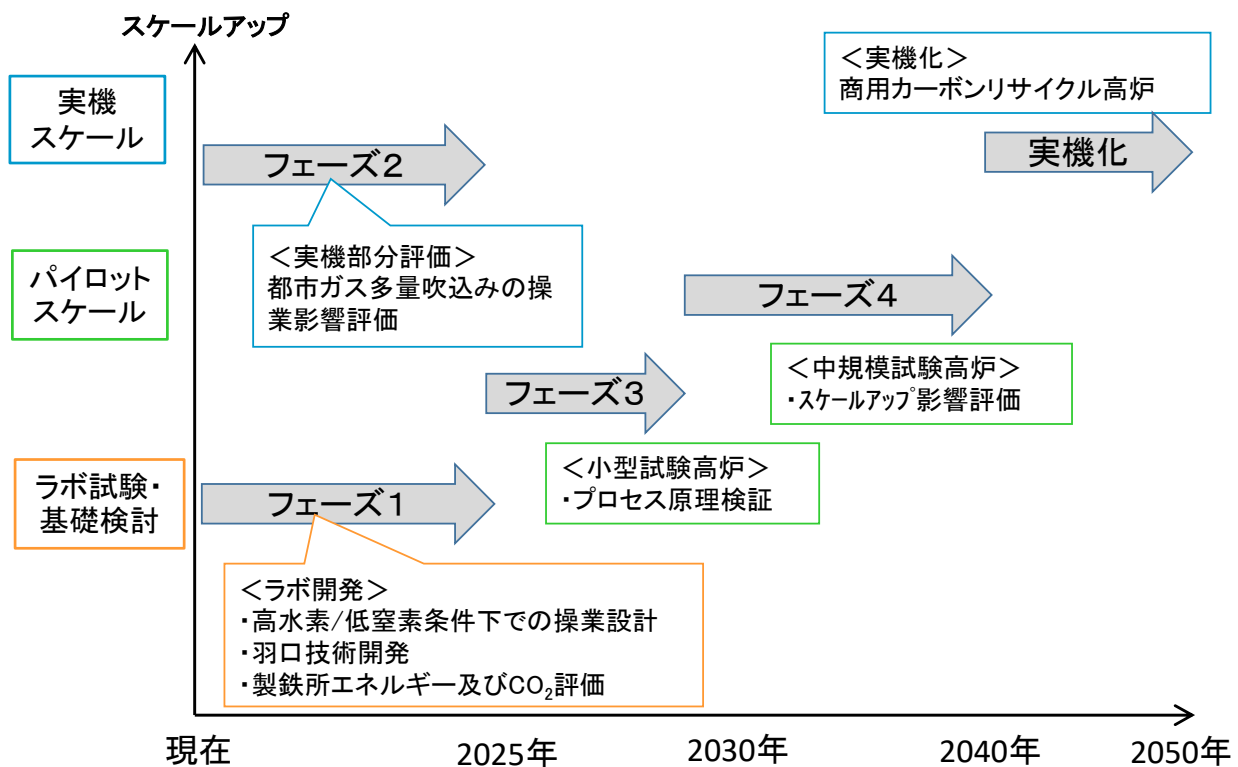 スケールアップ
実機
スケール
フェーズ2
<実機化>
商用カーボンリサイクル高炉
実機化
<実機部分評価>
都市ガス多量吹込みの操
業影響評価
パイロット
スケール
フェーズ4
<中規模試験高炉>
・スケールアップ影響評価
フェーズ3
<小型試験高炉>
・プロセス原理検証
ラボ試験・
基礎検討
フェーズ1
<ラボ開発>
・高水素/低窒素条件下での操業設計
・羽口技術開発
・製鉄所エネルギー及びCO₂評価
現在
2025年
2030年
2040年
2050年